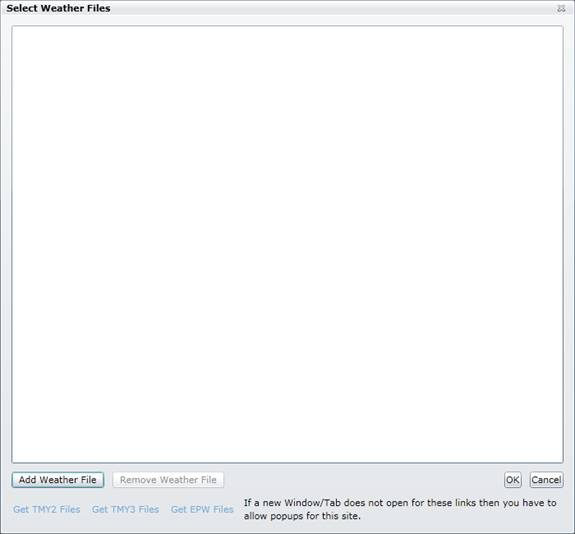 Select Weather Files
Add Weather File
Remove Weather File
OK
Cancel
Get TMY2 Files
Get TMY3 Files
Get EPW Files
If a new Window/Tab does not open for these links then you have to
allow popups for this site.